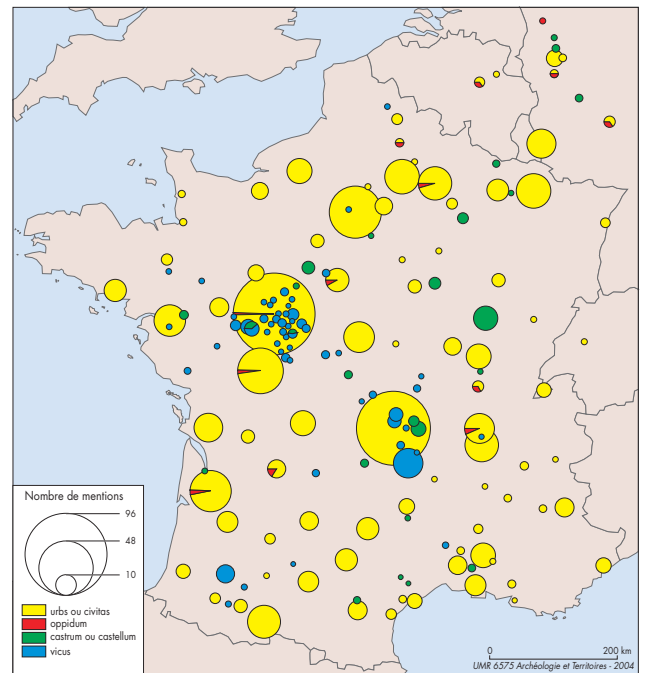 Nombre de mentions
96
48
10
urbs ou civitas
oppidum
castrum ou castellum
vicus
0 200 km
UMR 6575 Archéologie et Territoires - 2004